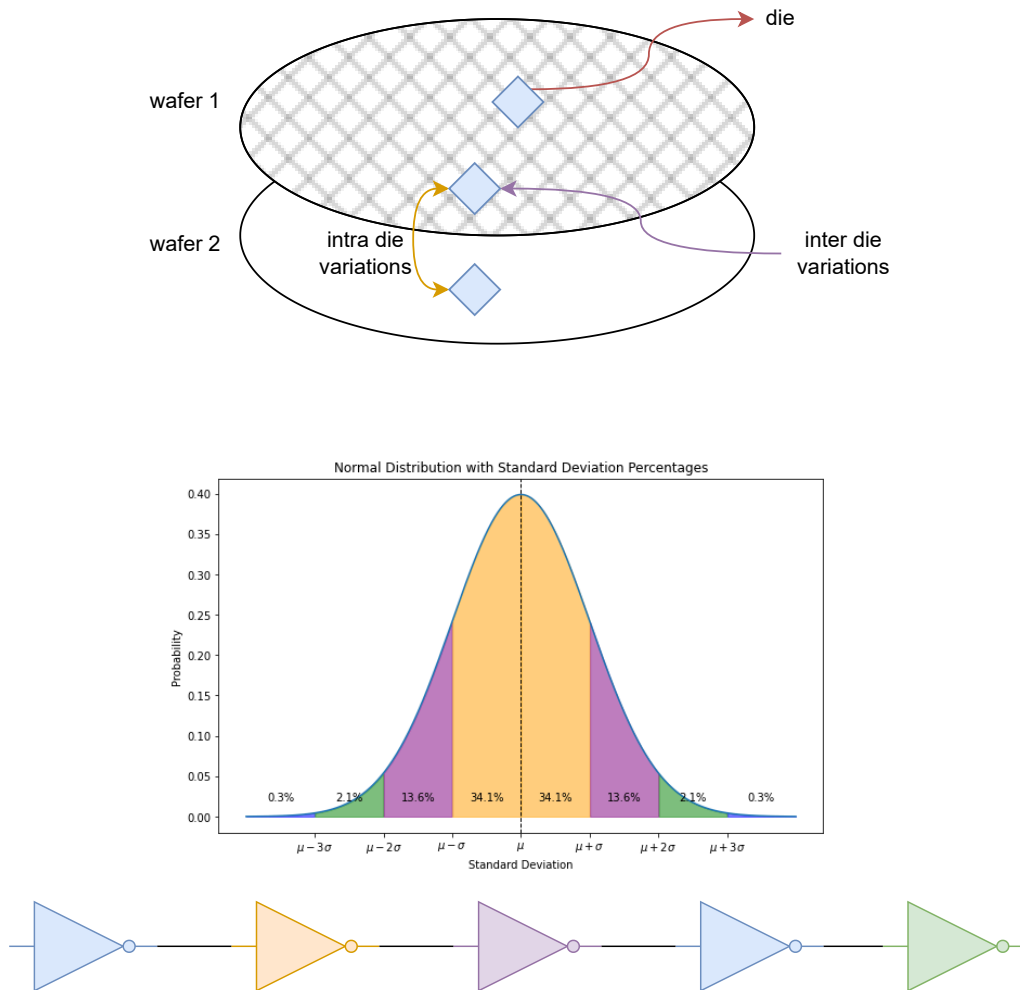 die
wafer 1
wafer 2
intra die
variations
inter die
variations
Normal Distribution with Standard Deviation Percentages
Probability
0.40
0.35
0.30
0.25
0.20
0.15
0.10
0.05
0.00
0.3% 2.1% 13.6% 34.1% 34.1% 13.6% 2.1% 0.3%
μ − 3σ μ − 2σ μ − σ μ μ + σ μ + 2σ μ + 3σ
Standard Deviation